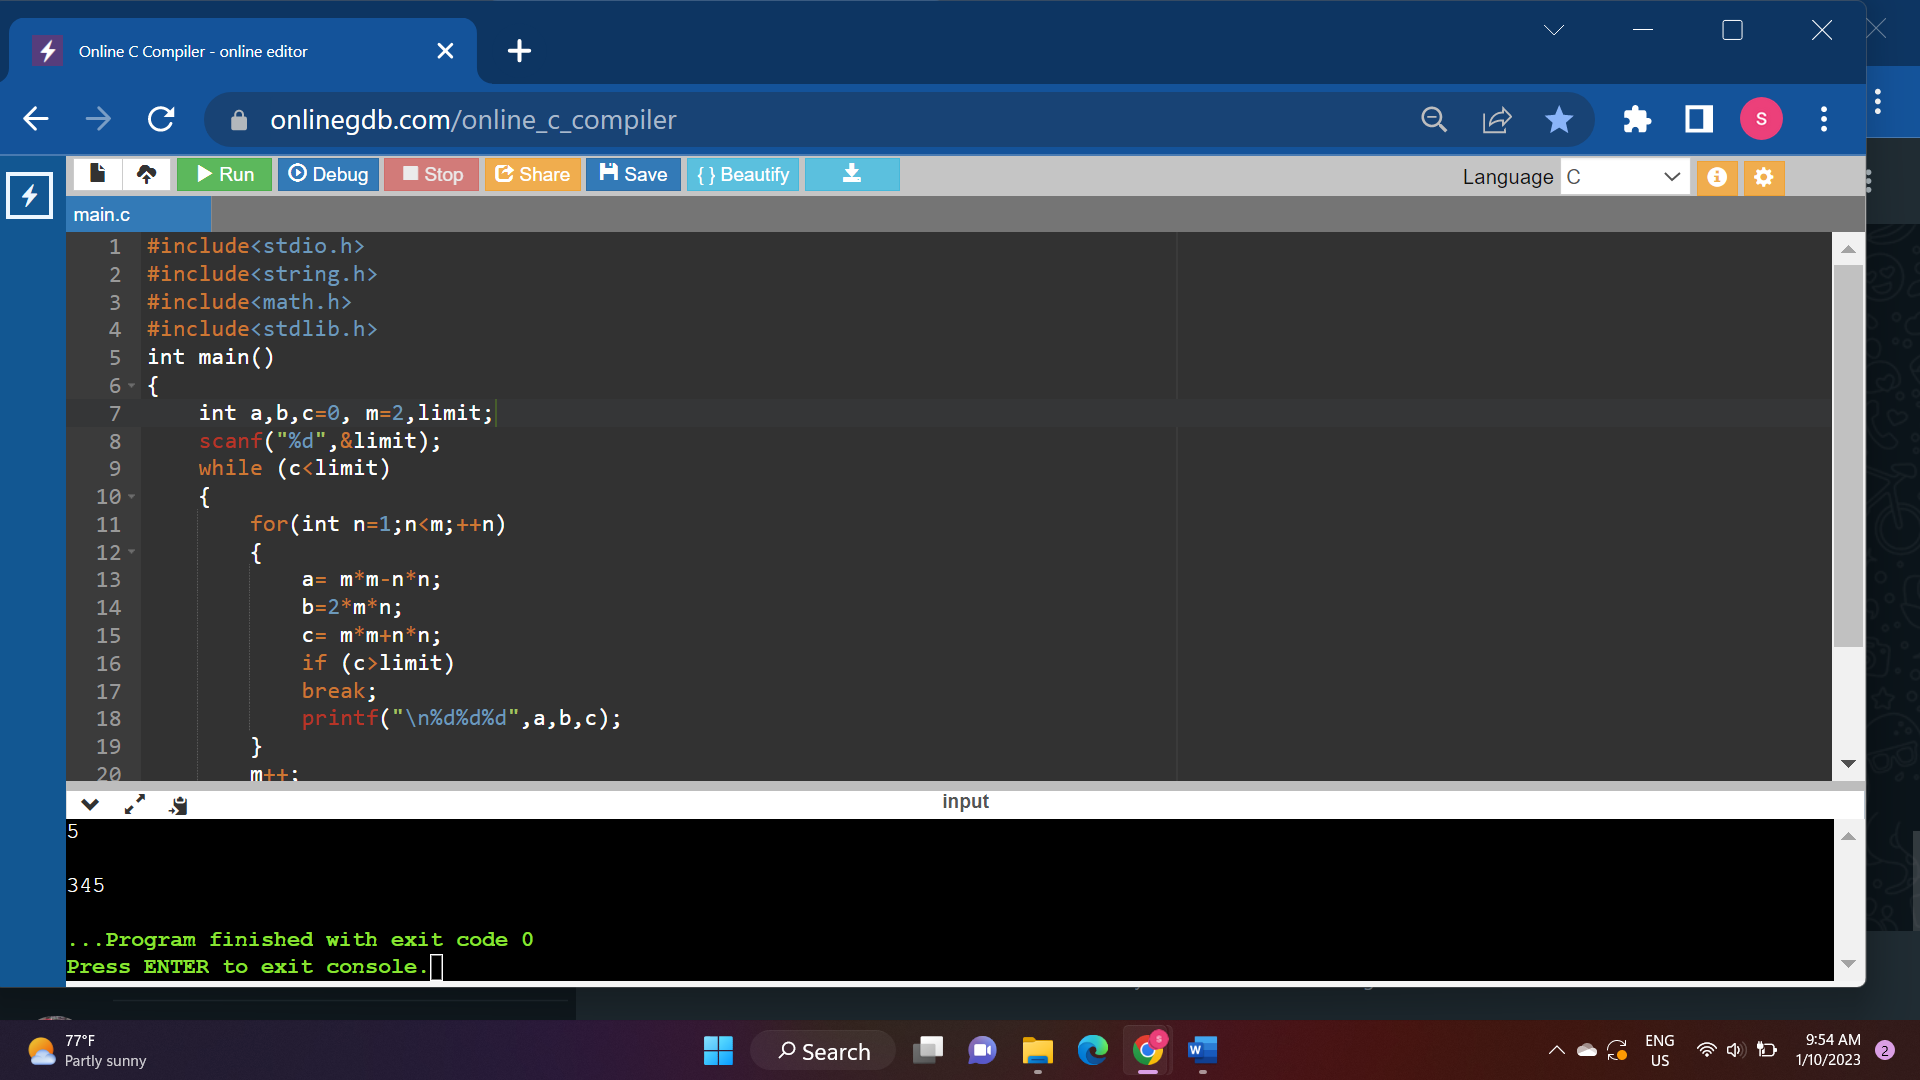 Online C Compiler - online editor
onlinegdb.com/online_c_compiler
S
Run Debug Stop Share Save { } Beautify
Language C
main.c
1 #include<stdio.h>
2 #include<string.h>
3 #include<math.h>
4 #include<stdlib.h>
5 int main()
6 {
7 int a,b,c=0, m=2,limit;
8 scanf("%d",&limit);
9 while (c<limit)
10 {
11 for(int n=1;n<m;++n)
12 {
13 a= m*m-n*n;
14 b=2*m*n;
15 c= m*m+n*n;
16 if (c>limit)
17 break;
18 printf("\n%d%d%d",a,b,c);
19 }
20 m++;
input
5
345
...Program finished with exit code 0
Press ENTER to exit console.
77°F
Partly sunny
Search
S
W
ENG
US
9:54 AM
1/10/2023
2